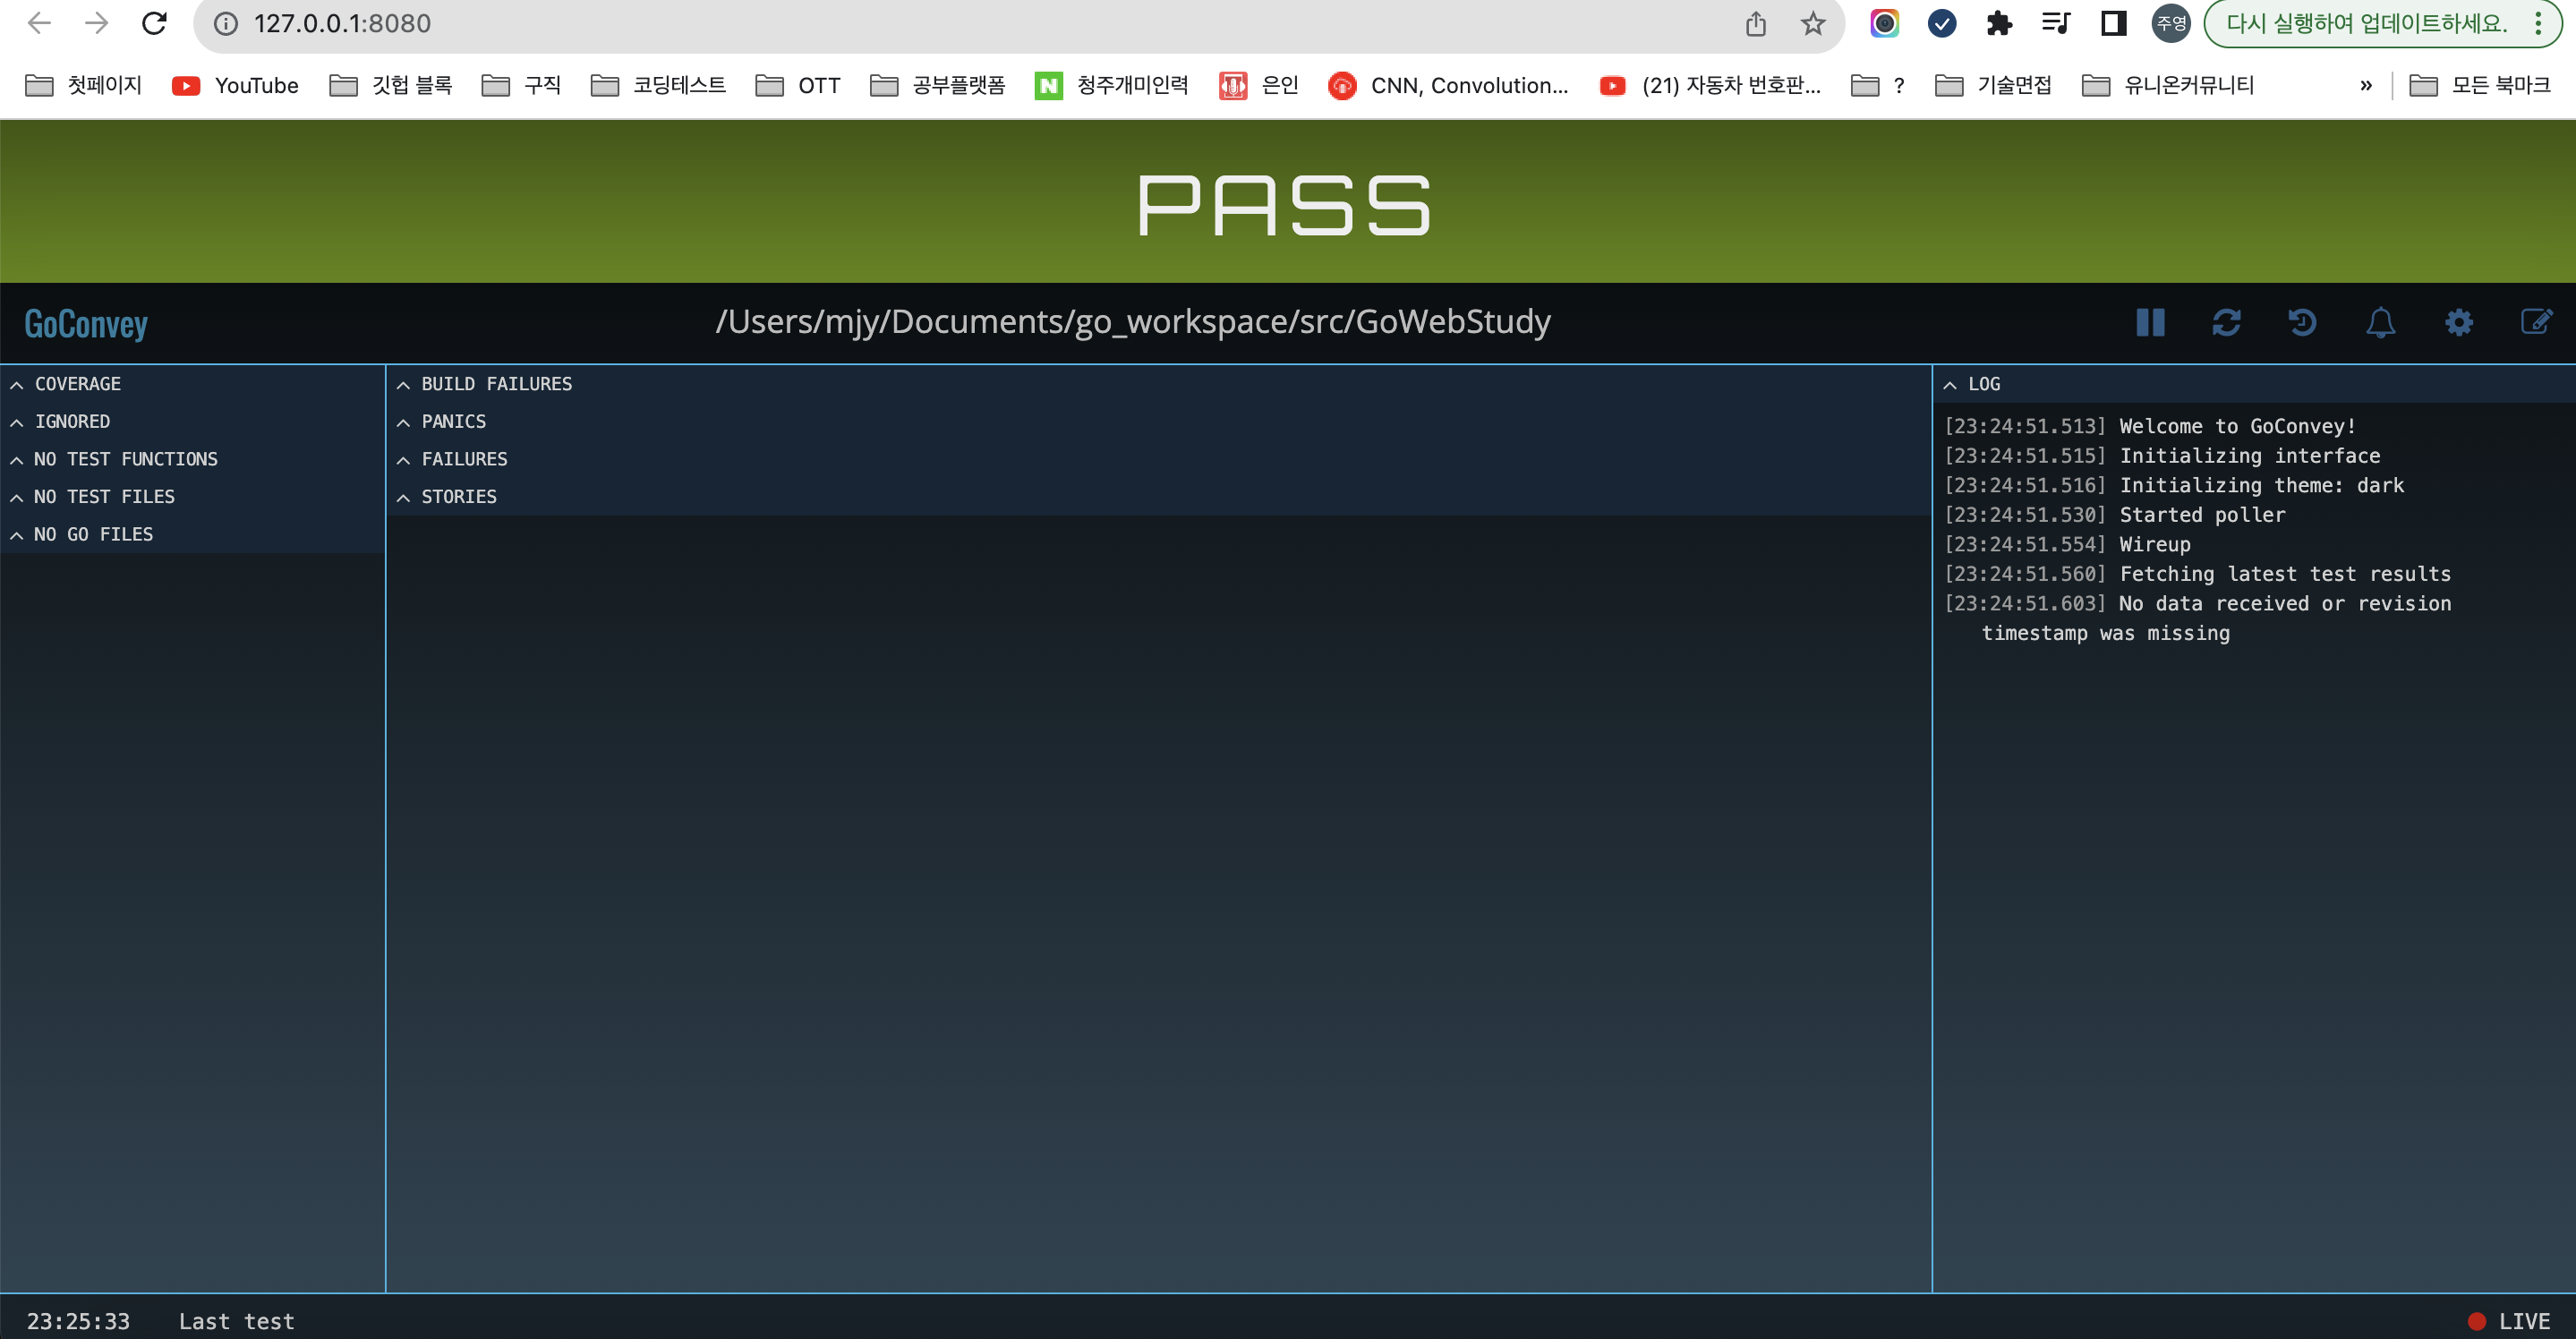 127.0.0.1:8080
주영
다시 실행하여 업데이트하세요.
첫페이지
YouTube
깃헙 블록
구직
코딩테스트
OTT
공부플랫폼
청주개미인력
은인
CNN, Convolution...
(21) 자동차 번호판...
?
기술면접
유니온커뮤니티
»
모든 북마크
PASS
GoConvey
/Users/mjy/Documents/go_workspace/src/GoWebStudy
COVERAGE
IGNORED
NO TEST FUNCTIONS
NO TEST FILES
NO GO FILES
BUILD FAILURES
PANICS
FAILURES
STORIES
LOG
[23:24:51.513] Welcome to GoConvey!
[23:24:51.515] Initializing interface
[23:24:51.516] Initializing theme: dark
[23:24:51.530] Started poller
[23:24:51.554] Wireup
[23:24:51.560] Fetching latest test results
[23:24:51.603] No data received or revision
timestamp was missing
23:25:33
Last test
LIVE